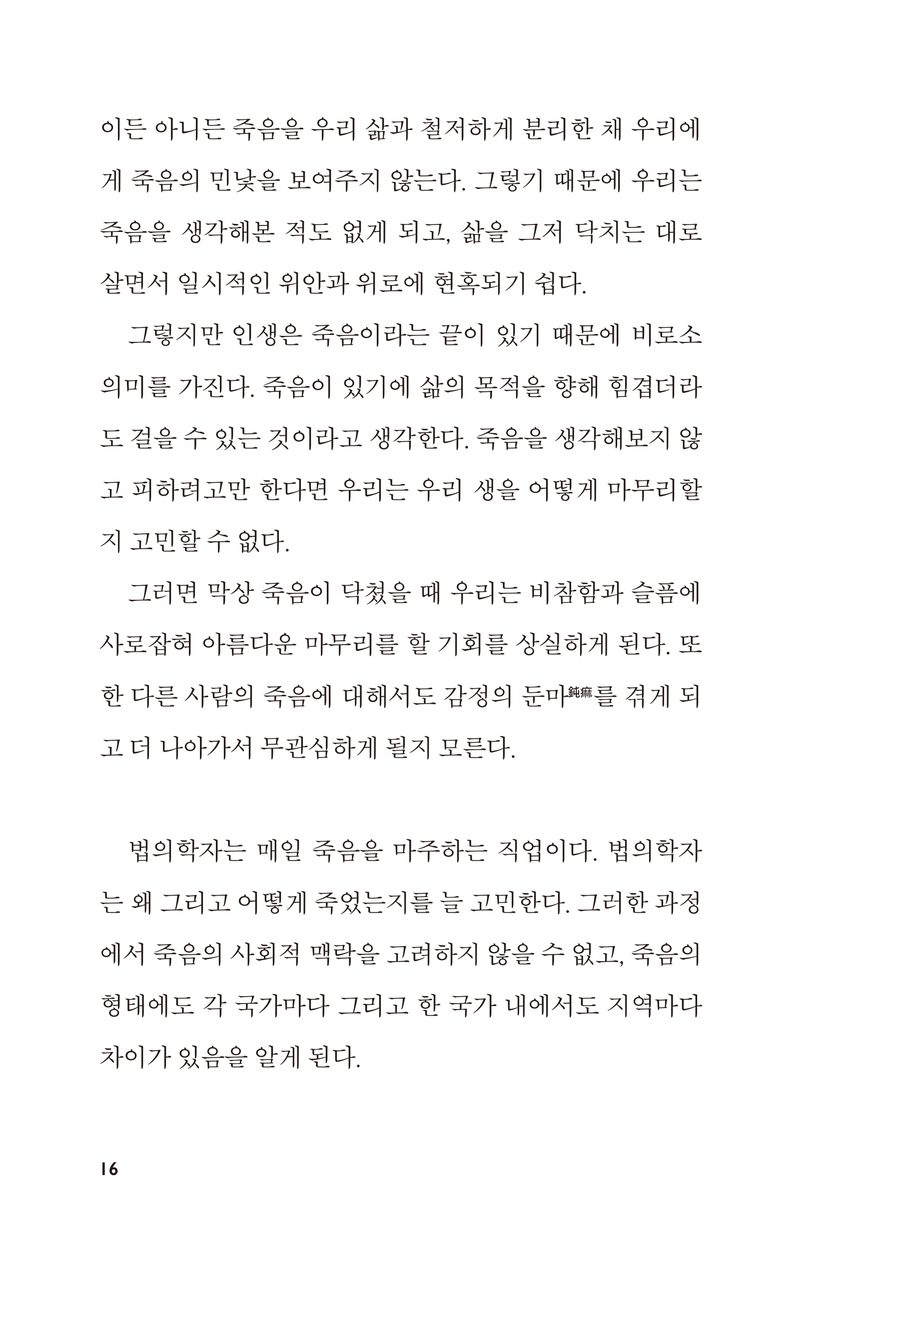 이든 아니든 죽음을 우리 삶과 철저하게 분리한 채 우리에
게 죽음의 민낯을 보여주지 않는다. 그렇기 때문에 우리는
죽음을 생각해본 적도 없게 되고, 삶을 그저 닥치는 대로
살면서 일시적인 위안과 위로에 현혹되기 쉽다.
그렇지만 인생은 죽음이라는 끝이 있기 때문에 비로소
의미를 가진다. 죽음이 있기에 삶의 목적을 향해 힘겹더라
도 걸을 수 있는 것이라고 생각한다. 죽음을 생각해보지 않
고 피하려고만 한다면 우리는 우리 생을 어떻게 마무리할
지 고민할 수 없다.
그러면 막상 죽음이 닥쳤을 때 우리는 비참함과 슬픔에
사로잡혀 아름다운 마무리를 할 기회를 상실하게 된다. 또
한 다른 사람의 죽음에 대해서도 감정의 둔마鈍痲를 겪게 되
고 더 나아가서 무관심하게 될지 모른다.
법의학자는 매일 죽음을 마주하는 직업이다. 법의학자
는 왜 그리고 어떻게 죽었는지를 늘 고민한다. 그러한 과정
에서 죽음의 사회적 맥락을 고려하지 않을 수 없고, 죽음의
형태에도 각 국가마다 그리고 한 국가 내에서도 지역마다
차이가 있음을 알게 된다.
16